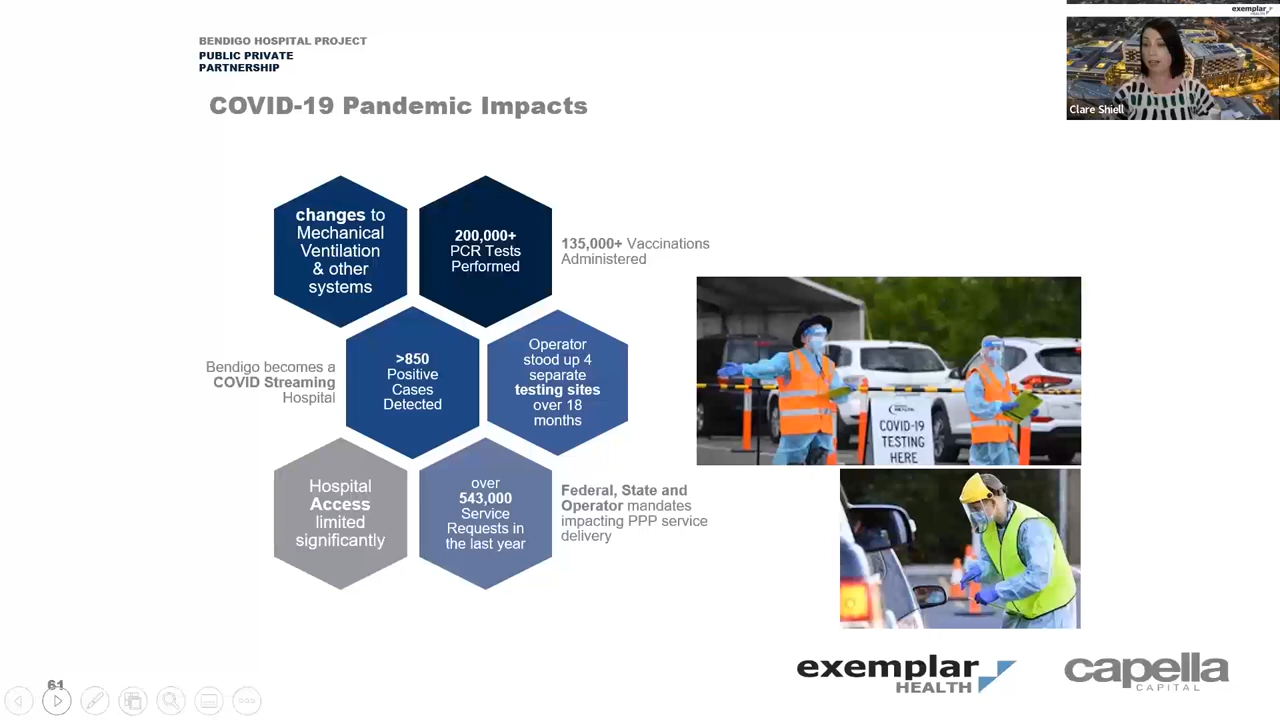 BENDIGO HOSPITAL PROJECT
PUBLIC PRIVATE
PARTNERSHIP
COVID-19 Pandemic Impacts
exemplar
HEALTH
Clare Shiell
changes to
Mechanical
Ventilation
& other
systems
200,000+
PCR Tests
Performed
135,000+ Vaccinations
Administered
Bendigo becomes a
COVID Streaming
Hospital
>850
Positive
Cases
Detected
Operator
stood up 4
separate
testing sites
over 18
months
HEALTH
COVID-19
TESTING
HERE
Hospital
Access
limited
significantly
over
543,000
Service
Requests in
the last year
Federal, State and
Operator mandates
impacting PPP service
delivery
exemplar
HEALTH
capella
CAPITAL
61